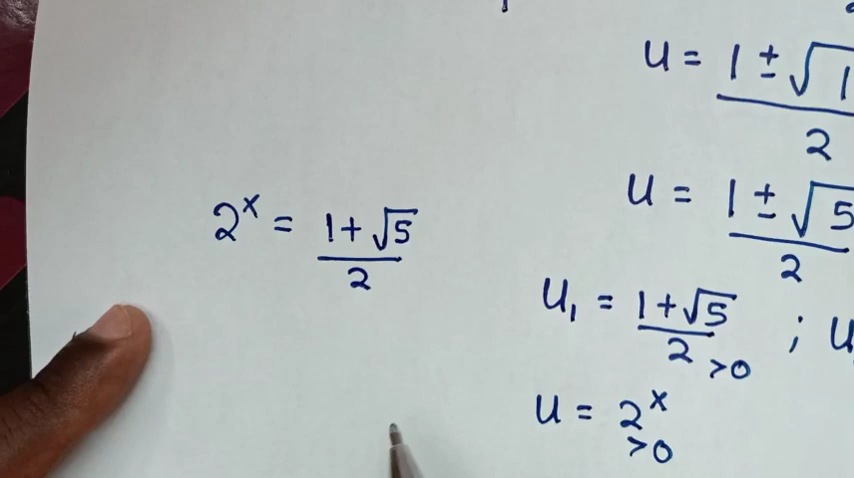 u = 1 ± √1 / 2
u = 1 ± √5 / 2
2^x = 1 + √5 / 2
u₁ = 1 + √5 / 2 > 0 ; u
u = 2^x > 0